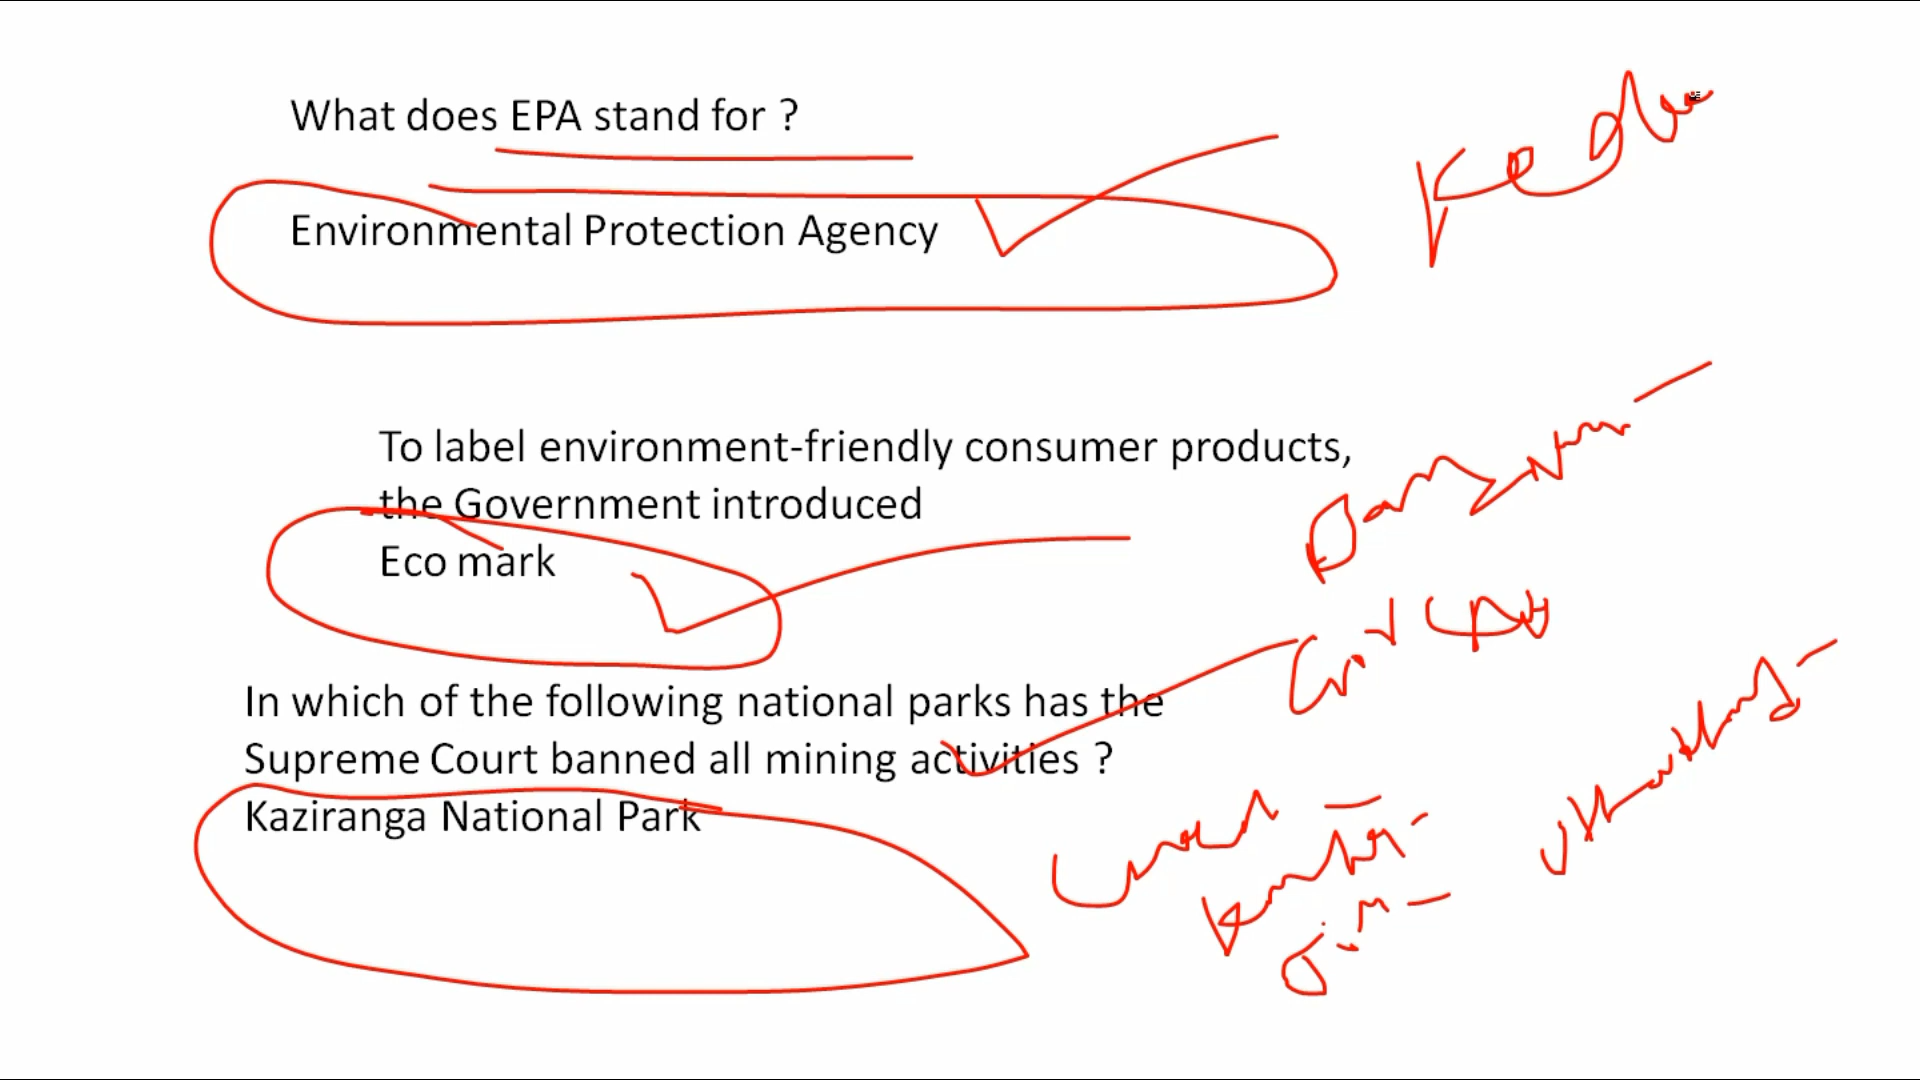 What does EPA stand for ?
Environmental Protection Agency
To label environment-friendly consumer products,
the Government introduced
Eco mark
In which of the following national parks has the
Supreme Court banned all mining activities ?
Kaziranga National Park